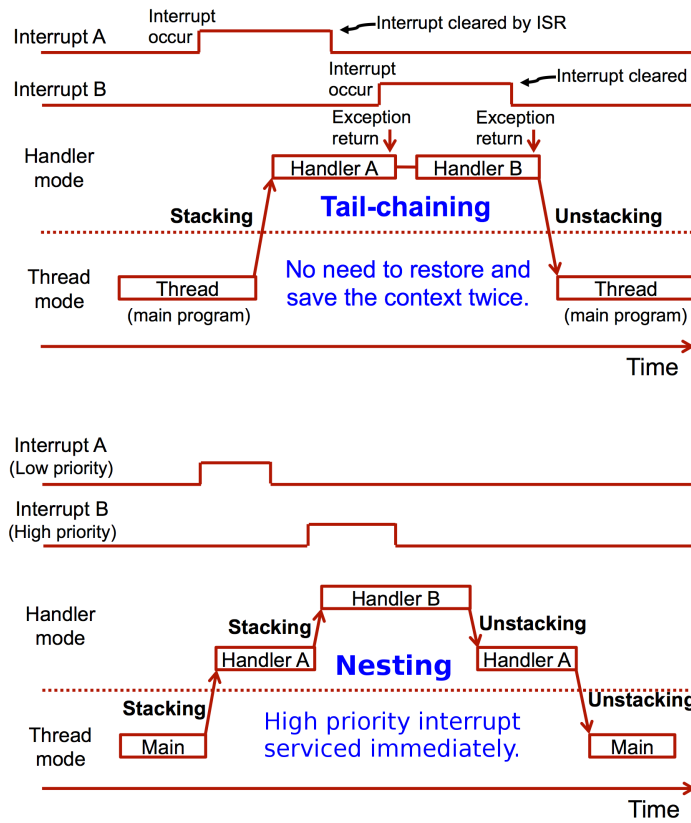 Interrupt A
Interrupt
occur
Interrupt cleared by ISR
Interrupt B
Interrupt
occur
Interrupt cleared
Exception
return
Exception
return
Handler
mode
Handler A
Handler B
Stacking
Tail-chaining
Unstacking
Thread
mode
Thread
(main program)
No need to restore and
save the context twice.
Thread
(main program)
Time
Interrupt A
(Low priority)
Interrupt B
(High priority)
Handler
mode
Handler B
Stacking
Unstacking
Handler A
Nesting
Handler A
Stacking
Unstacking
Thread
mode
Main
High priority interrupt
serviced immediately.
Main
Time